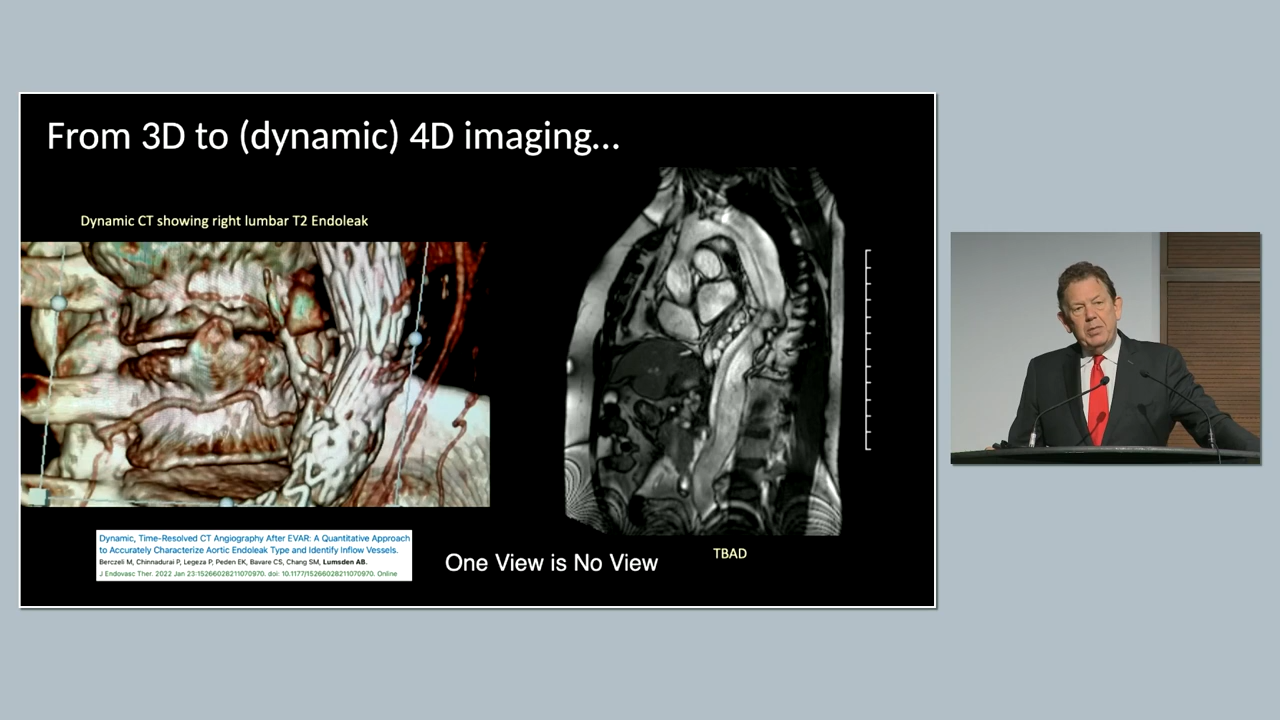 From 3D to (dynamic) 4D imaging...
Dynamic CT showing right lumbar T2 Endoleak
Dynamic, Time-Resolved CT Angiography After EVAR: A Quantitative Approach
to Accurately Characterize Aortic Endoleak Type and Identify Inflow Vessels.
Berczeli M, Chinnadurai P, Legeza P, Peden EK, Bavare CS, Chang SM, Lumsden AB.
J Endovasc Ther. 2022 Jan 23:15266028211070970. doi: 10.1177/15266028211070970. Online
One View is No View
TBAD